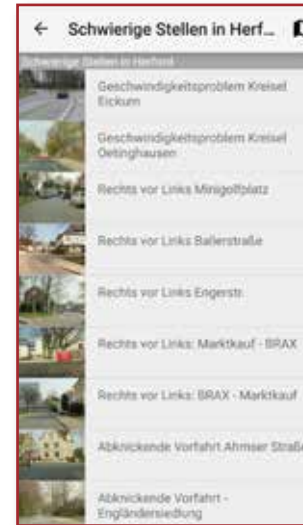 Schwierige Stellen in Herf...
Schwierige Stellen in Herford
Geschwindigkeitsproblem Kreisel
Eickum
Geschwindigkeitsproblem Kreisel
Oetinghausen
Rechts vor Links Minigolfplatz
Rechts vor Links Ballerstraße
Rechts vor Links Engerstr.
Rechts vor Links: Marktkauf - BRAX
Rechts vor Links: BRAX - Marktkauf
Abknickende Vorfahrt Ahmser Straße
Abknickende Vorfahrt -
Engländersiedlung